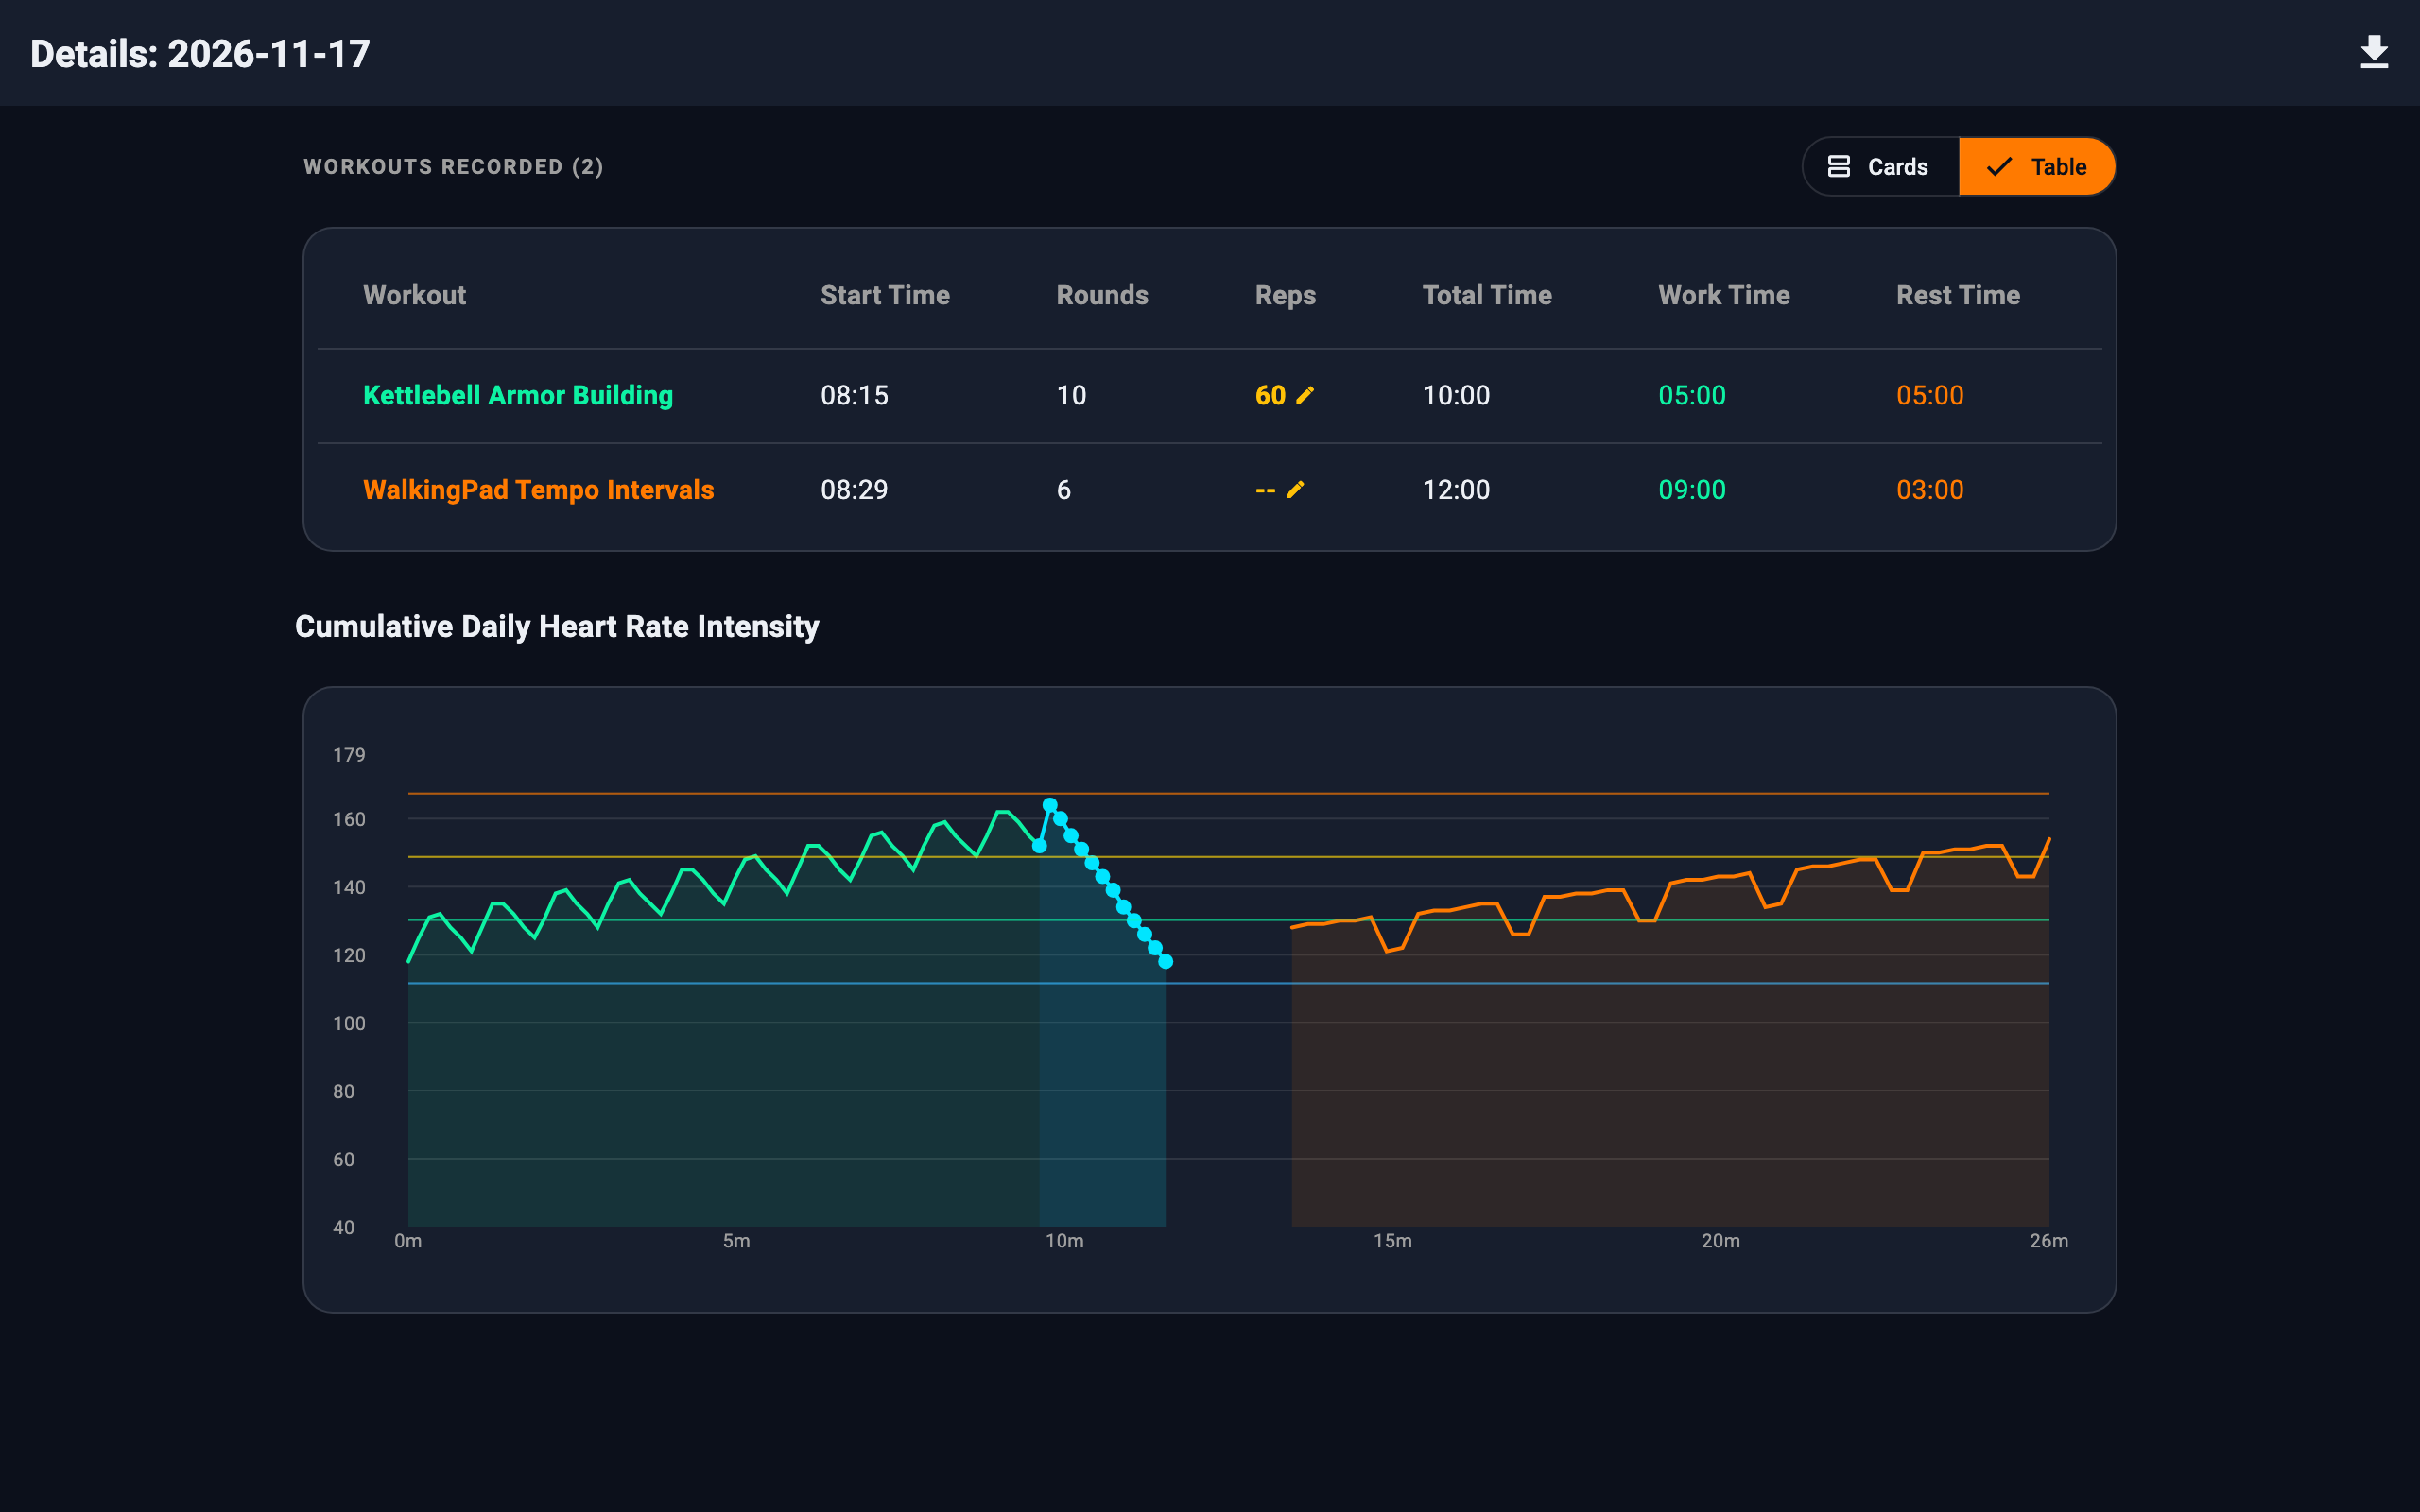 Details: 2026-11-17
WORKOUTS RECORDED (2)
Cards
Table
Workout Start Time Rounds Reps Total Time Work Time Rest Time
Kettlebell Armor Building 08:15 10 60 10:00 05:00 05:00
WalkingPad Tempo Intervals 08:29 6 -- 12:00 09:00 03:00
Cumulative Daily Heart Rate Intensity
179
160
140
120
100
80
60
40
0m 5m 10m 15m 20m 26m